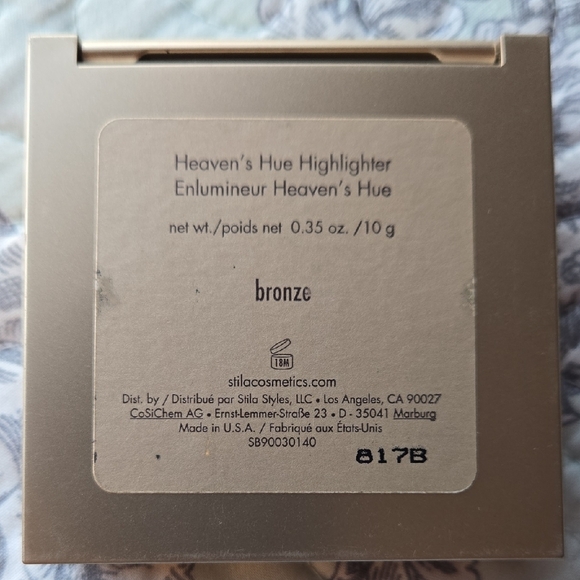 Heaven's Hue Highlighter
Enlumineur Heaven's Hue
net wt./poids net 0.35 oz. /10 g
bronze
18M
stilacosmetics.com
Dist. by / Distribué par Stila Styles, LLC • Los Angeles, CA 90027
CoSiChem AG • Ernst-Lemmer-Straße 23 • D - 35041 Marburg
Made in U.S.A. / Fabriqué aux États-Unis
SB90030140
817B